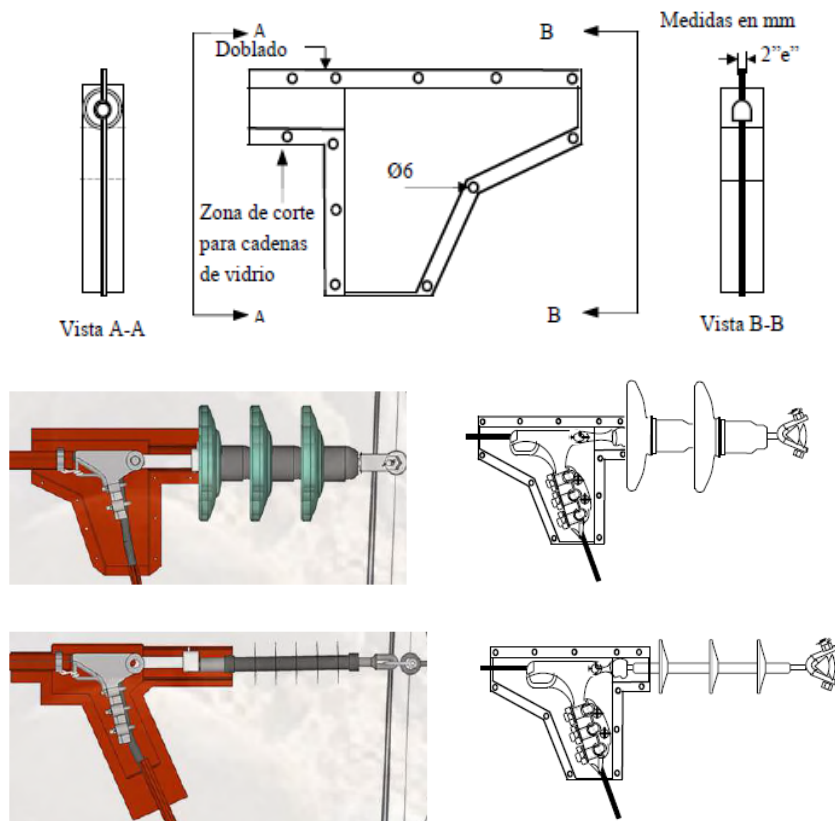 A
B
Medidas en mm
Doblado
2”e”
Ø6
Zona de corte
para cadenas
de vidrio
A
B
Vista A-A
Vista B-B